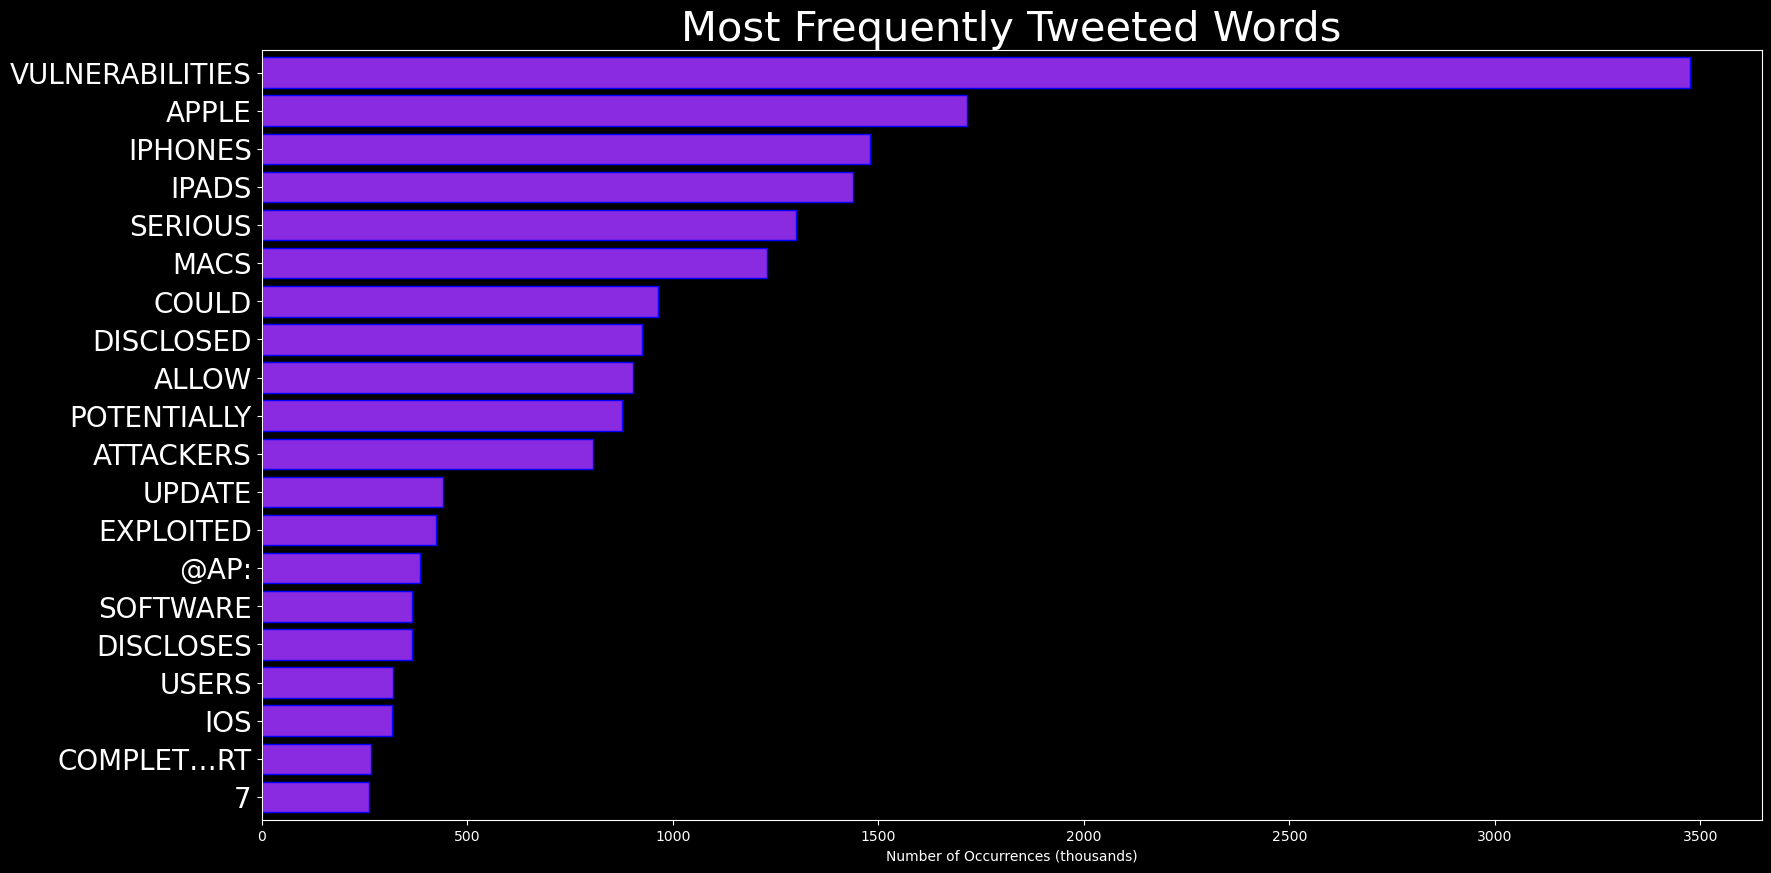 Most Frequently Tweeted Words
VULNERABILITIES
APPLE
IPHONES
IPADS
SERIOUS
MACS
COULD
DISCLOSED
ALLOW
POTENTIALLY
ATTACKERS
UPDATE
EXPLOITED
@AP:
SOFTWARE
DISCLOSES
USERS
IOS
COMPLET…RT
7
0 500 1000 1500 2000 2500 3000 3500
Number of Occurrences (thousands)